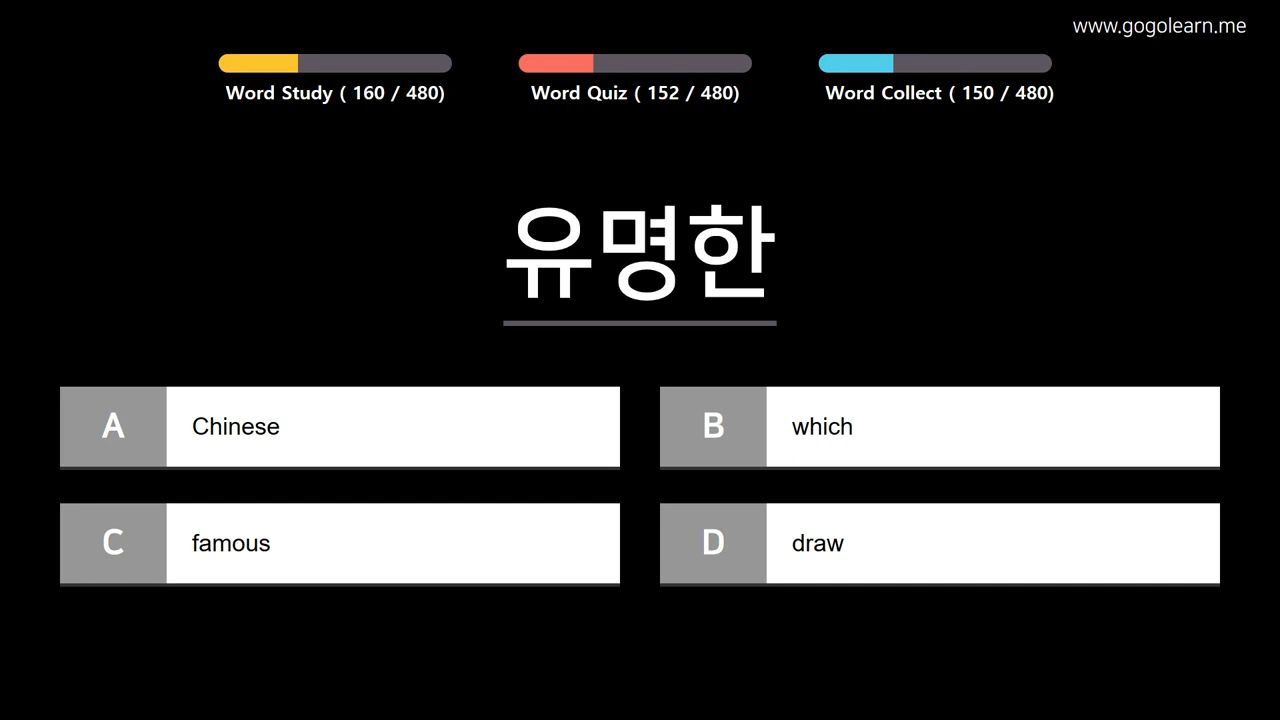 www.gogolearn.me
Word Study ( 160 / 480)
Word Quiz ( 152 / 480)
Word Collect ( 150 / 480)
유명한
A
Chinese
B
which
C
famous
D
draw